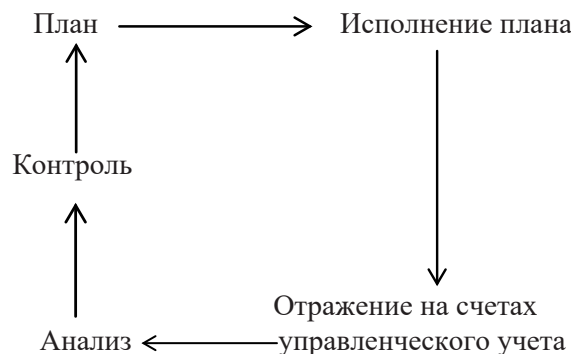 План
Исполнение плана
Контроль
Отражение на счетах
Анализ
управленческого учета